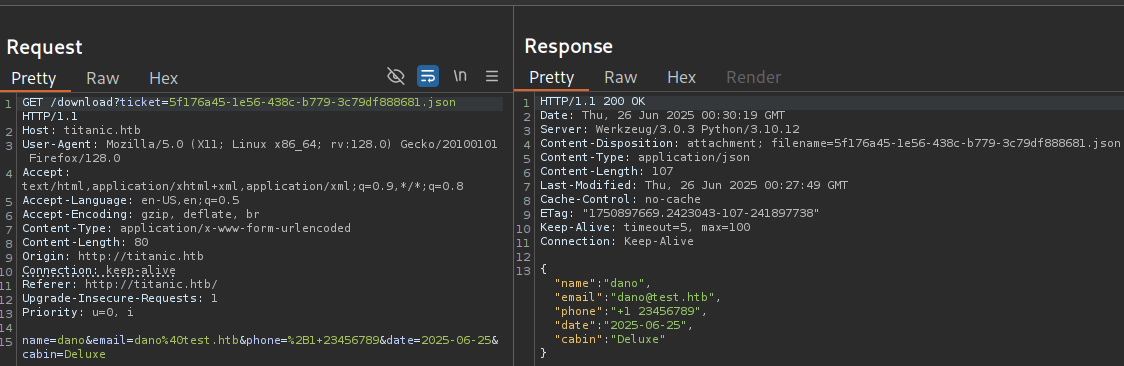 Request
Pretty Raw Hex
\n
1 GET /download?ticket=5f176a45-1e56-438c-b779-3c79df888681.json
HTTP/1.1
2 Host: titanic.htb
3 User-Agent: Mozilla/5.0 (X11; Linux x86_64; rv:128.0) Gecko/20100101
Firefox/128.0
4 Accept:
text/html,application/xhtml+xml,application/xml;q=0.9,*/*;q=0.8
5 Accept-Language: en-US,en;q=0.5
6 Accept-Encoding: gzip, deflate, br
7 Content-Type: application/x-www-form-urlencoded
8 Content-Length: 80
9 Origin: http://titanic.htb
10 Connection: keep-alive
11 Referer: http://titanic.htb/
12 Upgrade-Insecure-Requests: 1
13 Priority: u=0, i
14
15 name=dano&email=dano%40test.htb&phone=%2B1+23456789&date=2025-06-25&
cabin=Deluxe
Response
Pretty Raw Hex Render
1 HTTP/1.1 200 OK
2 Date: Thu, 26 Jun 2025 00:30:19 GMT
3 Server: Werkzeug/3.0.3 Python/3.10.12
4 Content-Disposition: attachment; filename=5f176a45-1e56-438c-b779-3c79df888681.json
5 Content-Type: application/json
6 Content-Length: 107
7 Last-Modified: Thu, 26 Jun 2025 00:27:49 GMT
8 Cache-Control: no-cache
9 ETag: "1750897669.2423043-107-241897738"
10 Keep-Alive: timeout=5, max=100
11 Connection: Keep-Alive
12
13 {
"name":"dano",
"email":"dano@test.htb",
"phone":"+1 23456789",
"date":"2025-06-25",
"cabin":"Deluxe"
}